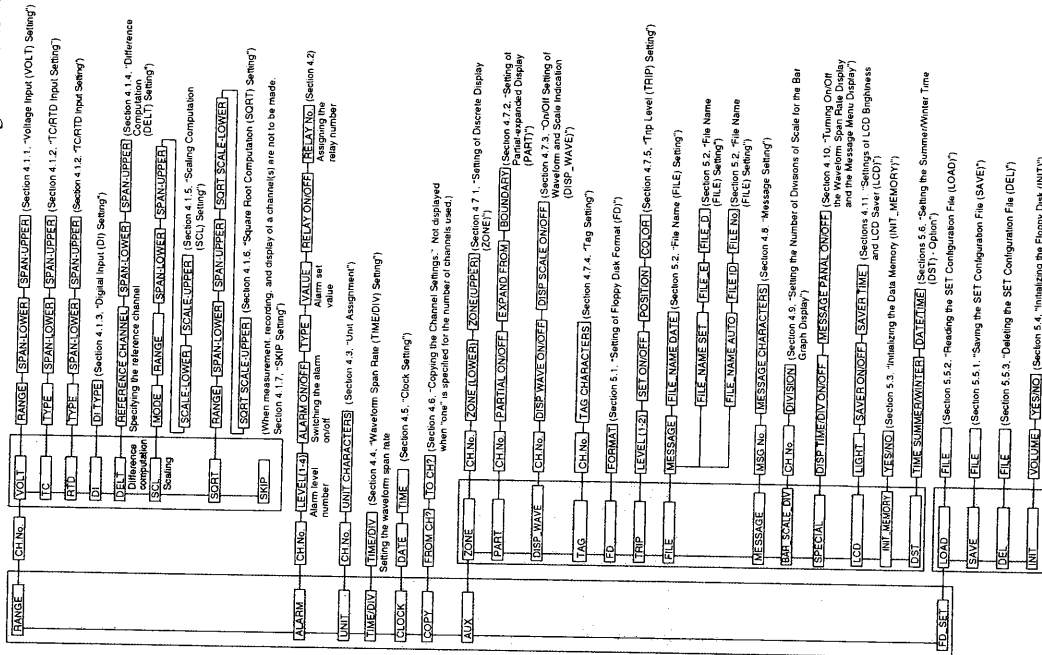 RANGE CH No. VOLT RANGE SPAN-LOWER SPAN-UPPER (Section 4.1.1, "Voltage Input (VOLT) Setting")
TC TYPE SPAN-LOWER SPAN-UPPER (Section 4.1.2, "TC/RTD Input Setting")
RTD TYPE SPAN-LOWER SPAN-UPPER (Section 4.1.2, "TC/RTD Input Setting")
DI DI TYPE (Section 4.1.3, "Digital Input (DI) Setting")
DELT REFERENCE CHANNEL SPAN-LOWER SPAN-UPPER (Section 4.1.4, "Difference
Computation
(DELT) Setting")
Difference
computation
Specifying the reference channel
SCL MODE RANGE SPAN-LOWER SPAN-UPPER
Scaling
SCALE-LOWER SCALE-UPPER (Section 4.1.5, "Scaling Computation
(SCL) Setting")
SQRT RANGE SPAN-LOWER SPAN-UPPER SQRT SCALE-LOWER
SQRT SCALE-UPPER (Section 4.1.6, "Square Root Computation (SQRT) Setting")
SKIP (When measurement, recording, and display of a channel(s) are not to be made.
Section 4.1.7, "SKIP Setting")
ALARM CH No. LEVEL(1-4) ALARM ON/OFF TYPE VALUE RELAY ON/OFF RELAY No. (Section 4.2)
Alarm level
number
Switching the alarm
on/off
Alarm set
value
Assigning the
relay number
UNIT CH.No. UNIT CHARACTERS (Section 4.3, "Unit Assignment")
TIME/DIV TIME/DIV (Section 4.4, "Waveform Span Rate (TIME/DIV) Setting")
Setting the waveform span rate
CLOCK DATE TIME (Section 4.5, "Clock Setting")
COPY FROM CH? TO CH? (Section 4.6, "Copying the Channel Settings." Not displayed
when "one" is specified for the number of channels used.)
AUX ZONE CH.No. ZONE (LOWER) ZONE(UPPER) (Section 4.7.1, "Setting of Discrete Display
(ZONE)")
PART CH.No. PARTIAL ON/OFF EXPAND FROM BOUNDARY (Section 4.7.2, "Setting of
Partial-expanded Display
(PART)")
DISP_WAVE CH.No. DISP WAVE ON/OFF DISP SCALE ON/OFF (Section 4.7.3, "On/Off Setting of
Waveform and Scale Indication
(DISP_WAVE)")
TAG CH.No. TAG CHARACTERS (Section 4.7.4, "Tag Setting")
FD FORMAT (Section 5.1, "Setting of Floppy Disk Format (FD)")
TRIP LEVEL (1-2) SET ON/OFF POSITION COLOR (Section 4.7.5, "Trip Level (TRIP) Setting")
FILE MESSAGE FILE_NAME DATE (Section 5.2, "File Name (FILE) Setting")
FILE_NAME SET FILE_E FILE_D (Section 5.2, "File Name
(FILE) Setting")
FILE_NAME AUTO FILE ID FILE No (Section 5.2, "File Name
(FILE) Setting")
MESSAGE MSG No. MESSAGE CHARACTERS (Section 4.8, "Message Setting")
BAR_SCALE_DIV CH No. DIVISION (Section 4.9, "Setting the Number of Divisions of Scale for the Bar
Graph Display")
SPECIAL DISP TIME/DIV ON/OFF MESSAGE PANAL ON/OFF (Section 4.10, "Turning On/Off
the Waveform Span Rate Display
and the Message Menu Display")
LCD LIGHT SAVER ON/OFF SAVER TIME (Sections 4.11, "Settings of LCD Brightness
and LCD Saver (LCD)")
INIT_MEMORY YES/NO (Section 5.3, "Initializing the Data Memory (INIT_MEMORY)")
DST TIME SUMMER/WINTER DATE/TIME (Sections 5.6, "Setting the Summer/Winter Time
(DST) - Option")
FD_SET LOAD FILE (Section 5.5.2, "Reading the SET Configuration File (LOAD)")
SAVE FILE (Section 5.5.1, "Saving the SET Configuration File (SAVE)")
DEL FILE (Section 5.5.3, "Deleting the SET Configuration File (DEL)")
INIT VOLUME YES/NO (Section 5.4, "Initializing the Floppy Disk (INIT)")